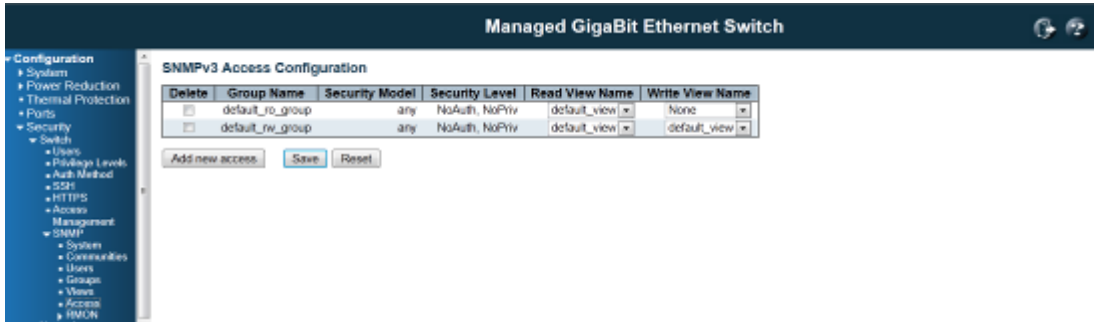 Managed GigaBit Ethernet Switch
Configuration
System
Power Reduction
Thermal Protection
Ports
Security
Switch
Users
Privilege Levels
Auth Method
SSH
HTTPS
Access
Management
SNMP
System
Communities
Users
Groups
Views
Access
RMON
SNMPv3 Access Configuration
Delete Group Name Security Model Security Level Read View Name Write View Name
default_ro_group any NoAuth, NoPriv default_view None
default_rw_group any NoAuth, NoPriv default_view default_view
Add new access Save Reset